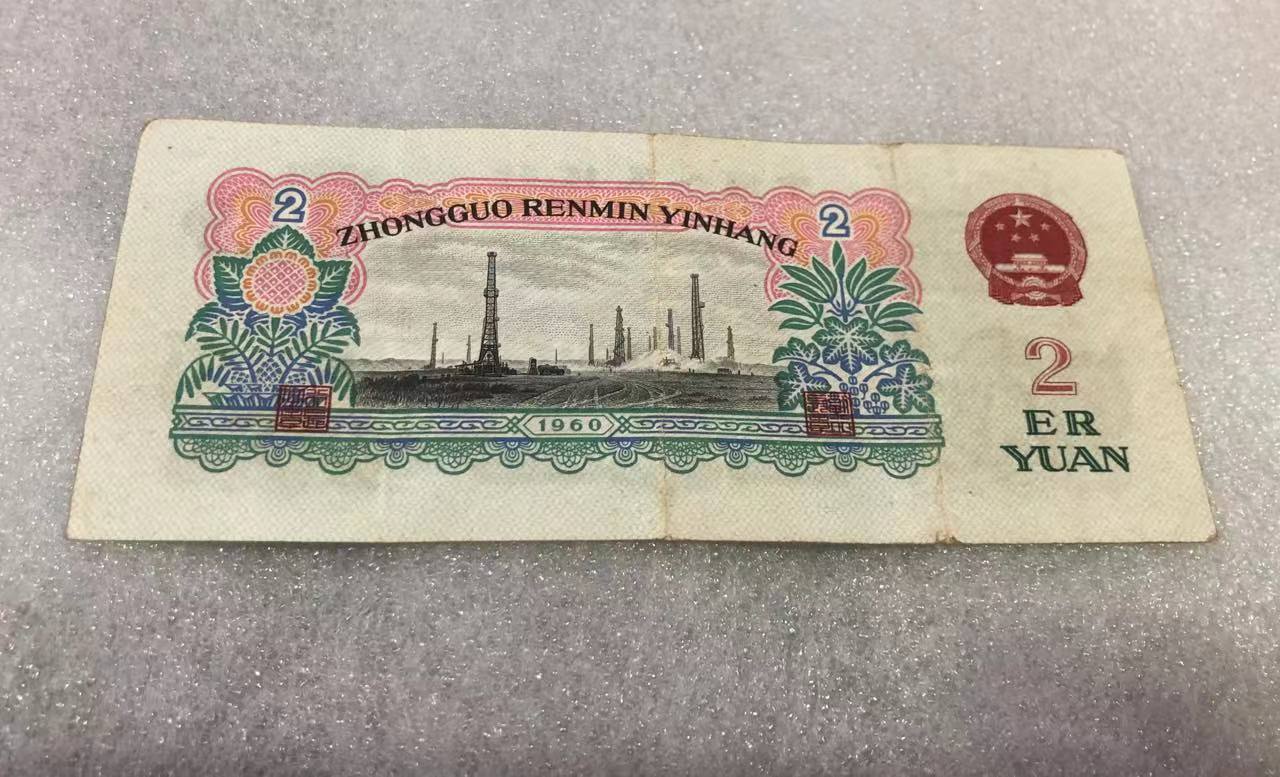 2
2
ZHONGGUO RENMIN YINHANG
1960
2
ER
YUAN